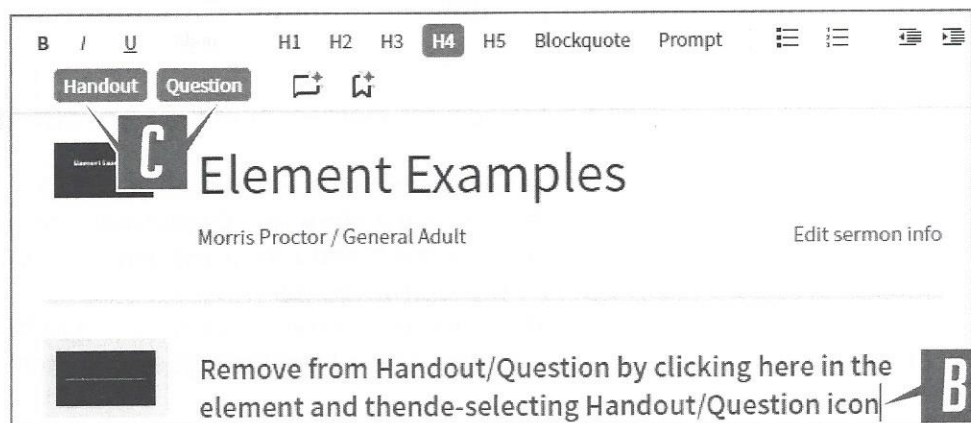 B I U H1 H2 H3 H4 H5 Blockquote Prompt
Handout Question
C
Element Examples
Morris Proctor / General Adult
Edit sermon info
Remove from Handout/Question by clicking here in the
element and thende-selecting Handout/Question icon
B